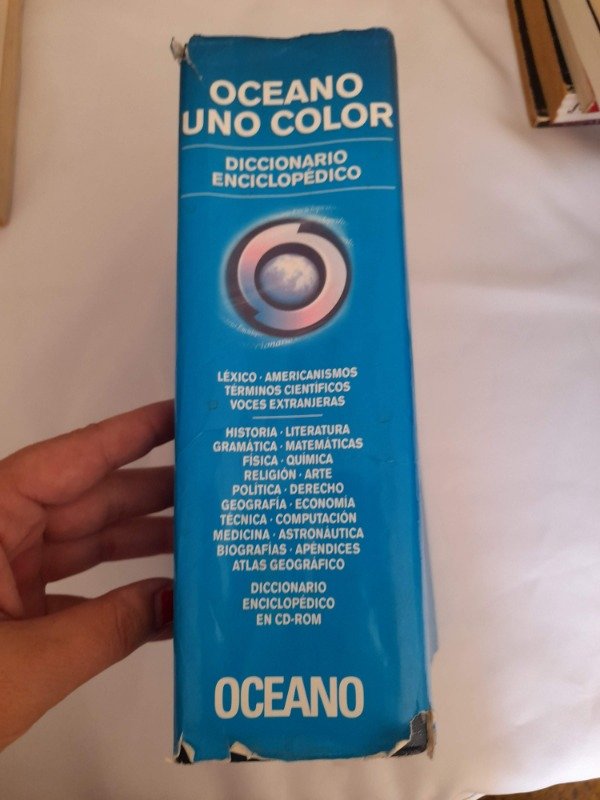 OCEANO
UNO COLOR
DICCIONARIO
ENCICLOPÉDICO
LÉXICO · AMERICANISMOS
TÉRMINOS CIENTÍFICOS
VOCES EXTRANJERAS
HISTORIA · LITERATURA
GRAMÁTICA · MATEMÁTICAS
FÍSICA · QUÍMICA
RELIGIÓN · ARTE
POLÍTICA · DERECHO
GEOGRAFÍA · ECONOMÍA
TÉCNICA · COMPUTACIÓN
MEDICINA · ASTRONÁUTICA
BIOGRAFÍAS · APÉNDICES
ATLAS GEOGRÁFICO
DICCIONARIO
ENCICLOPÉDICO
EN CD-ROM
OCEANO